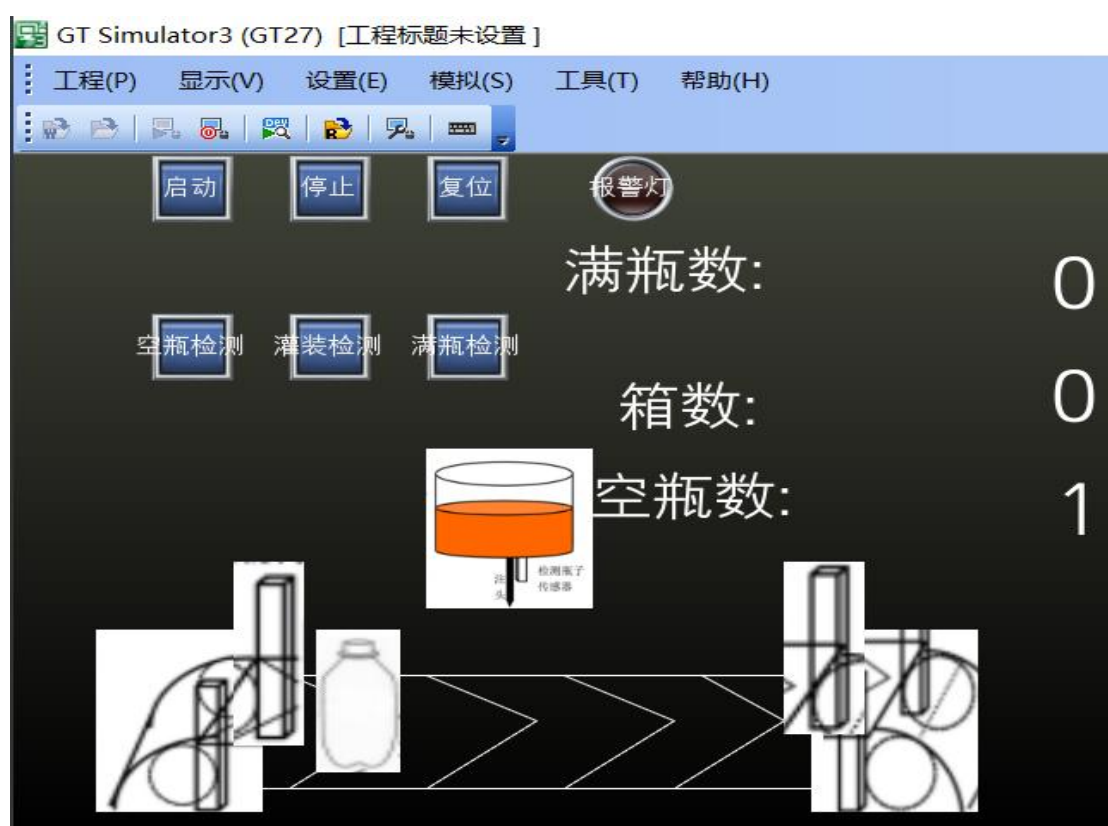 GT Simulator3 (GT27) [工程标题未设置 ]
工程(P) 显示(V) 设置(E) 模拟(S) 工具(T) 帮助(H)
启动 停止 复位 报警灯
满瓶数: 0
空瓶检测 灌装检测 满瓶检测
箱数: 0
空瓶数: 1
注
头
检测瓶子
传感器